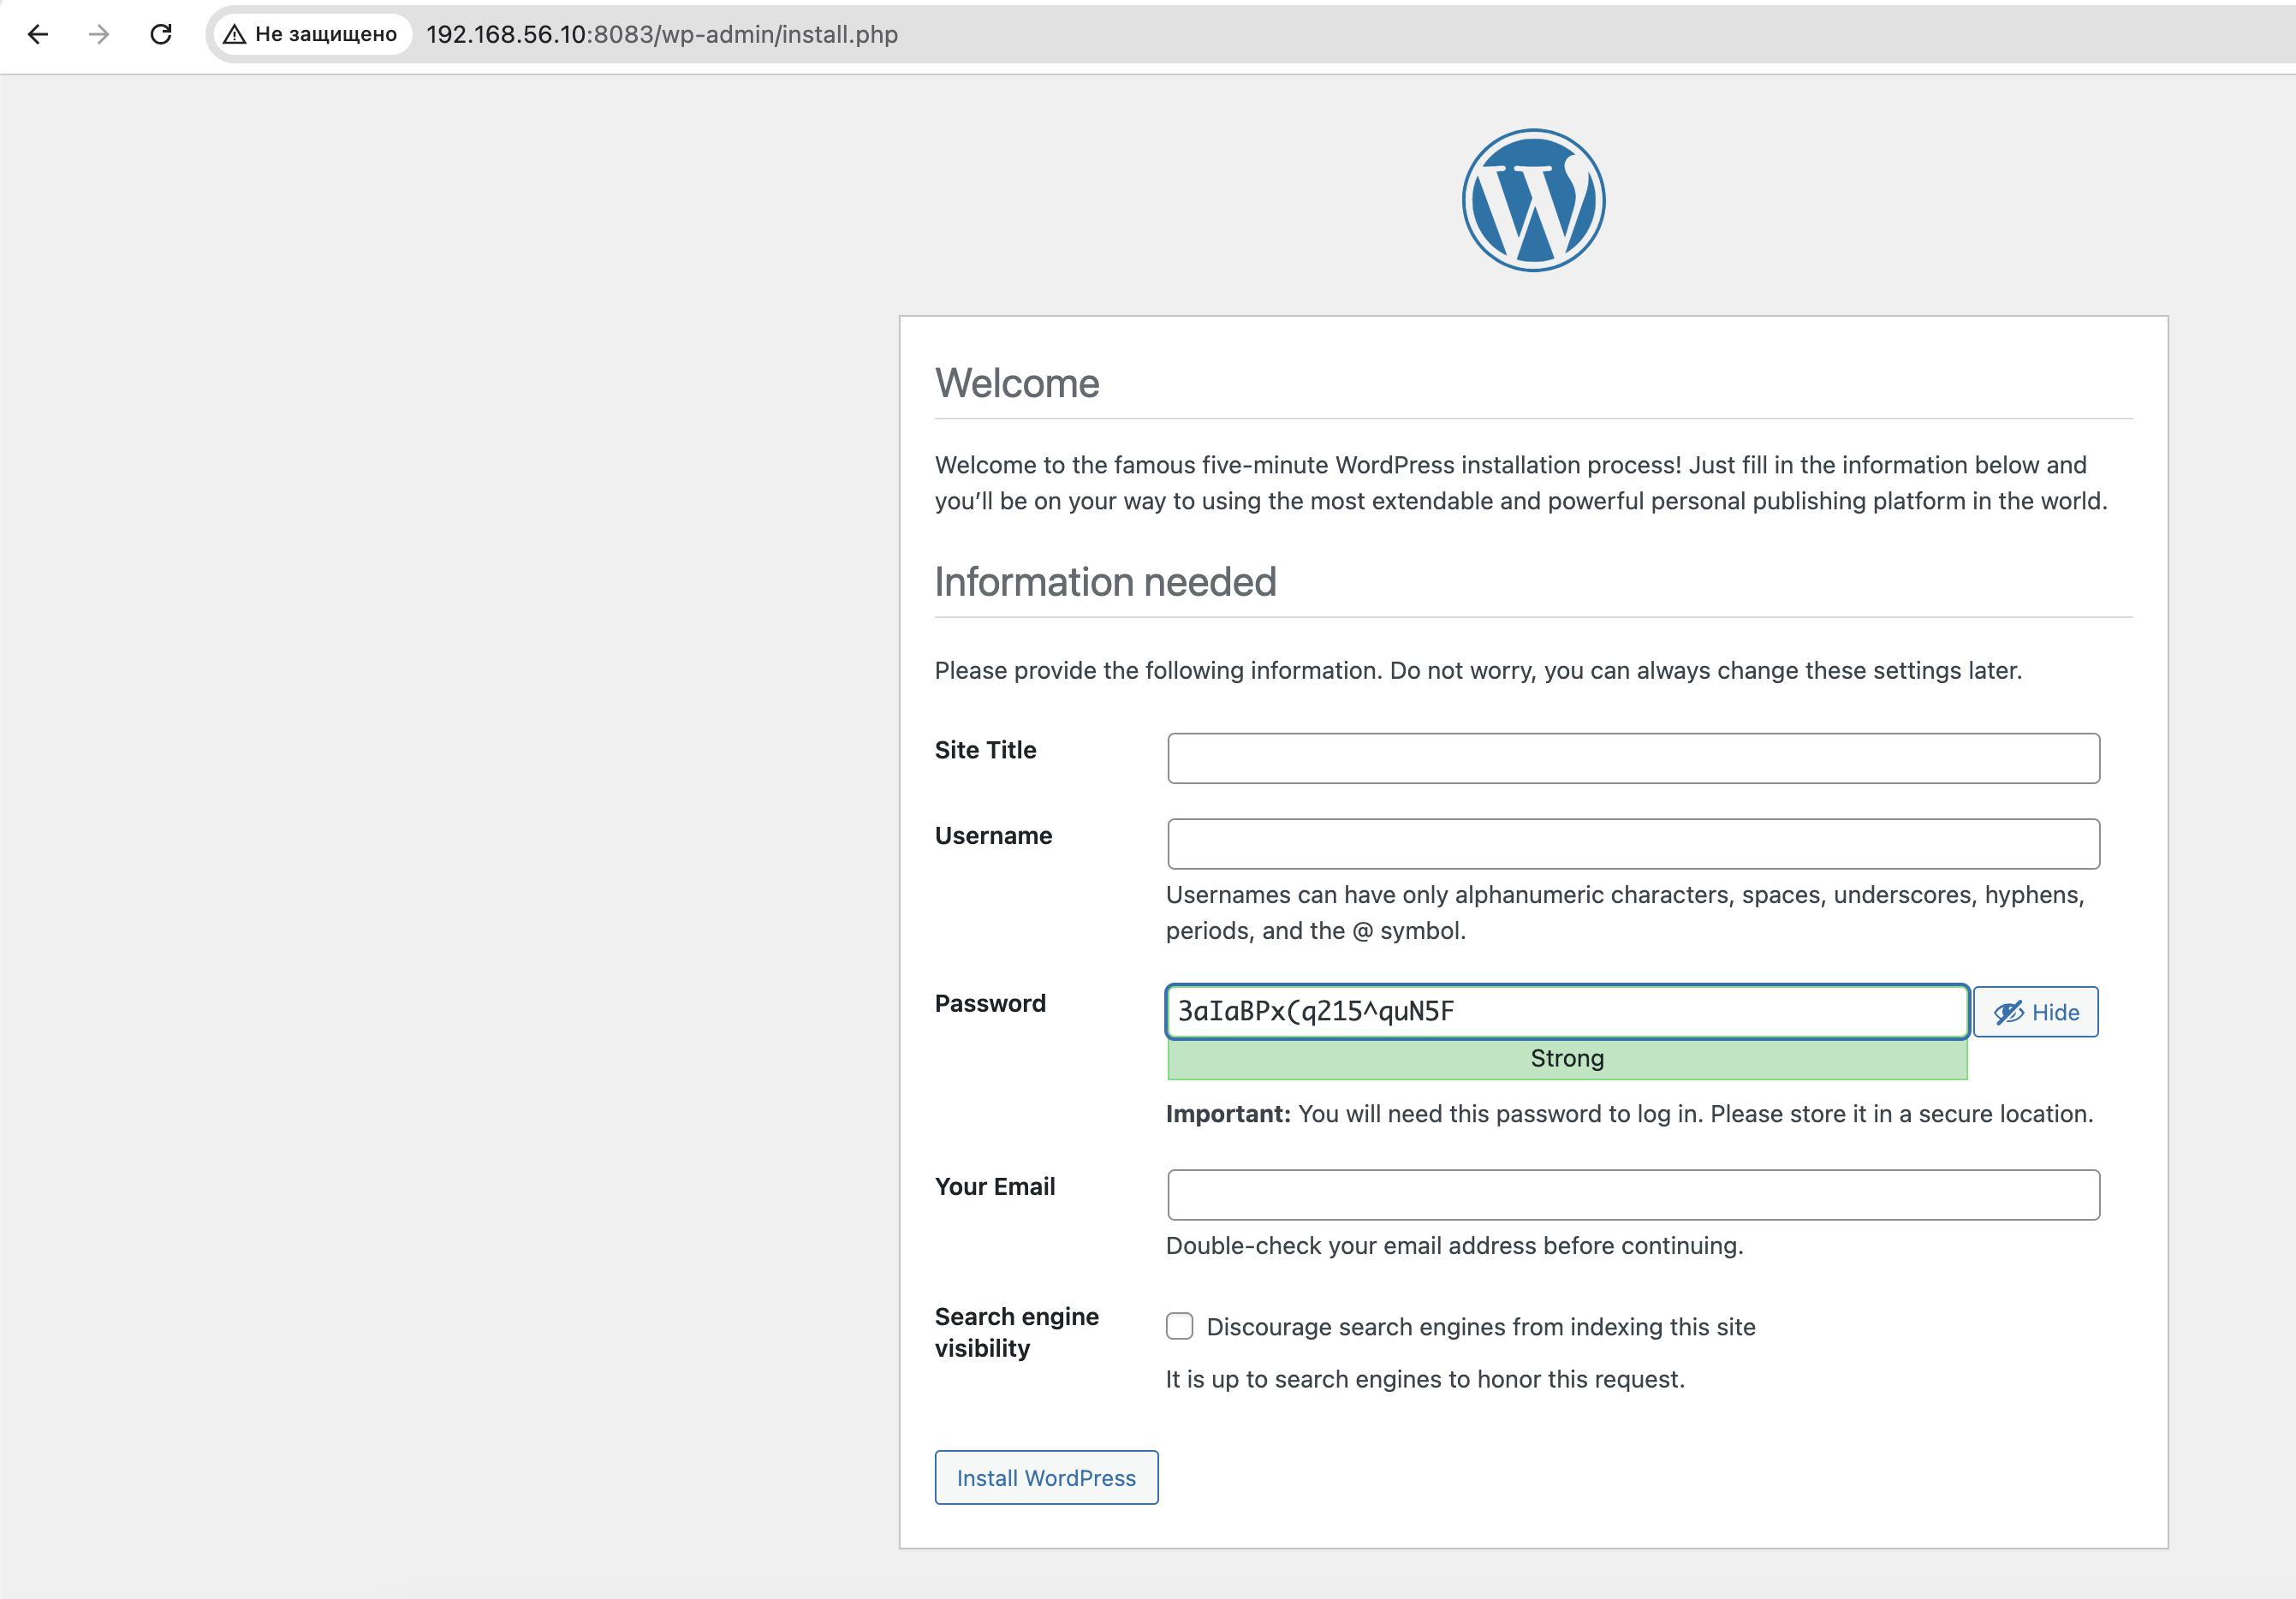 Не защищено 192.168.56.10:8083/wp-admin/install.php
Welcome
Welcome to the famous five-minute WordPress installation process! Just fill in the information below and
you’ll be on your way to using the most extendable and powerful personal publishing platform in the world.
Information needed
Please provide the following information. Do not worry, you can always change these settings later.
Site Title
Username
Usernames can have only alphanumeric characters, spaces, underscores, hyphens,
periods, and the @ symbol.
Password 3aIaBPx(q215^quN5F Hide
Strong
Important: You will need this password to log in. Please store it in a secure location.
Your Email
Double-check your email address before continuing.
Search engine
visibility
Discourage search engines from indexing this site
It is up to search engines to honor this request.
Install WordPress